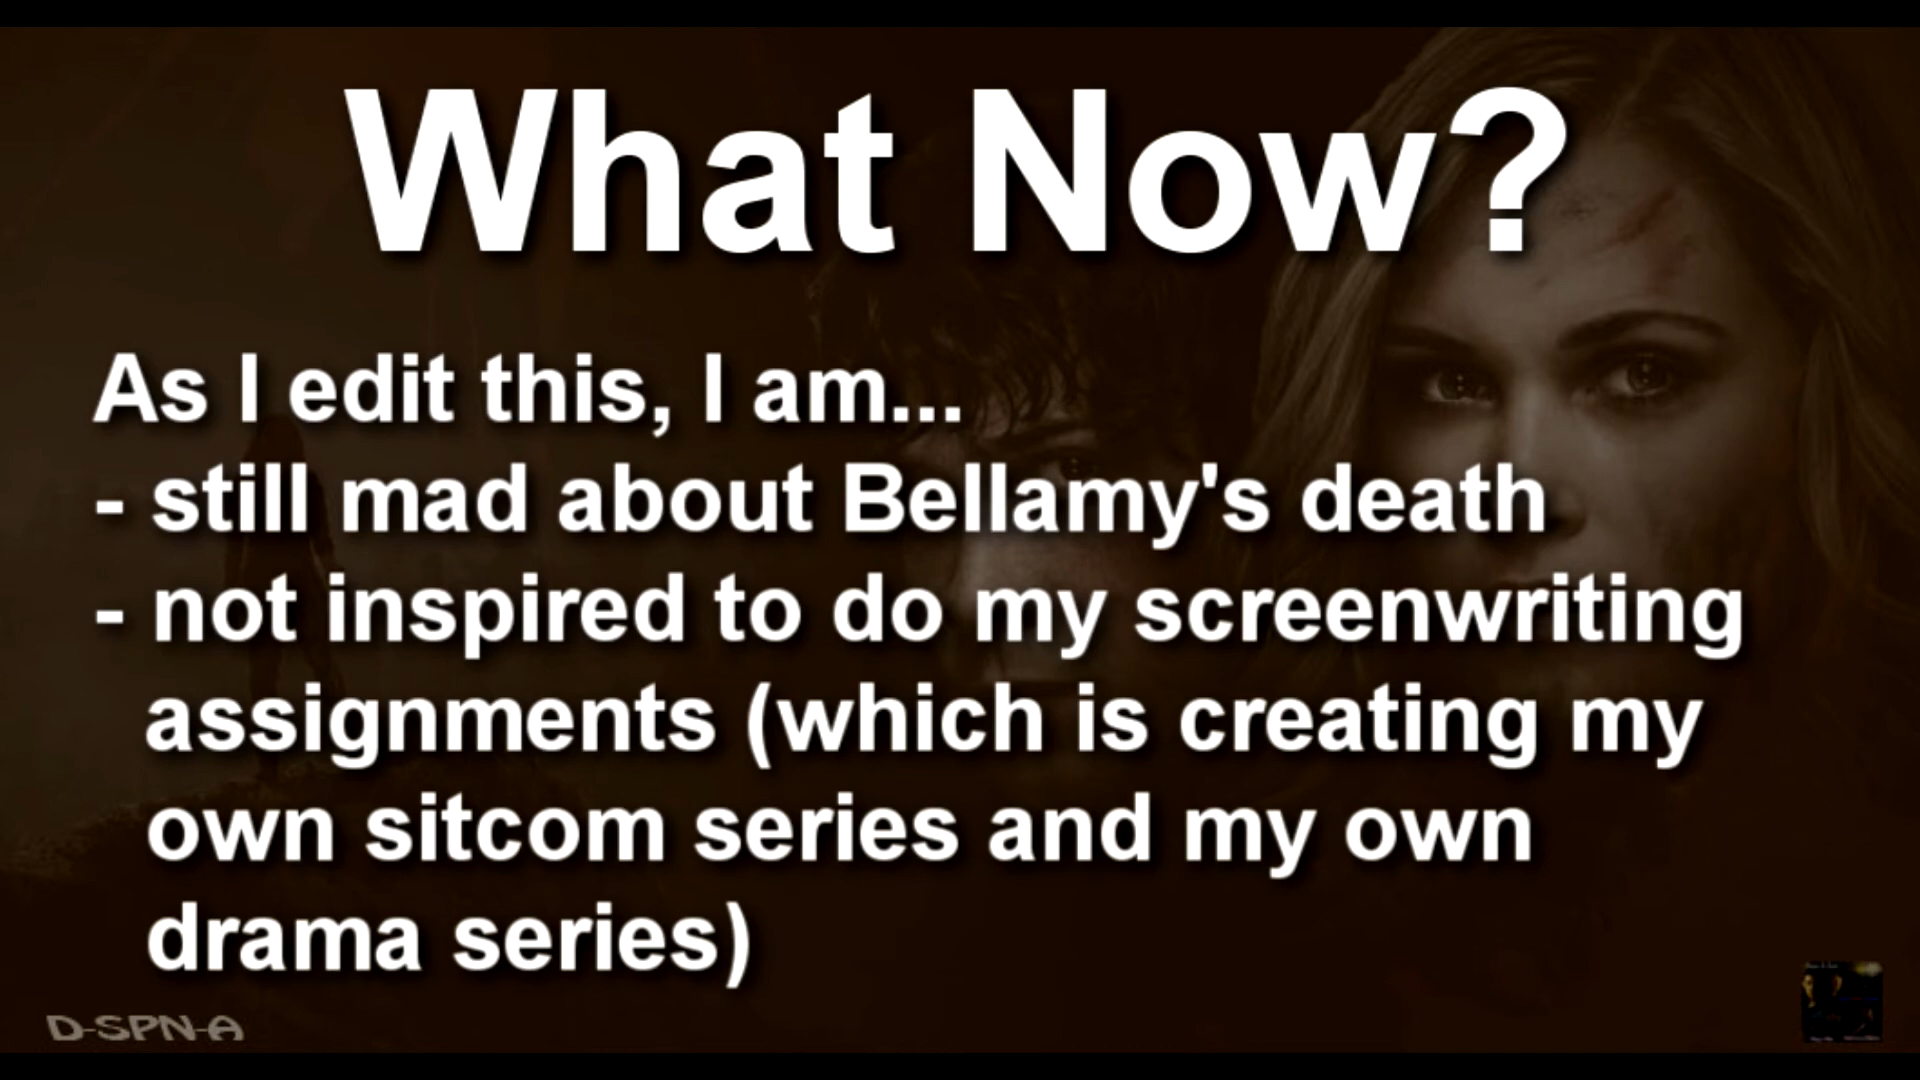 What Now?
As I edit this, I am...
- still mad about Bellamy's death
- not inspired to do my screenwriting
assignments (which is creating my
own sitcom series and my own
drama series)
D-SPN-A